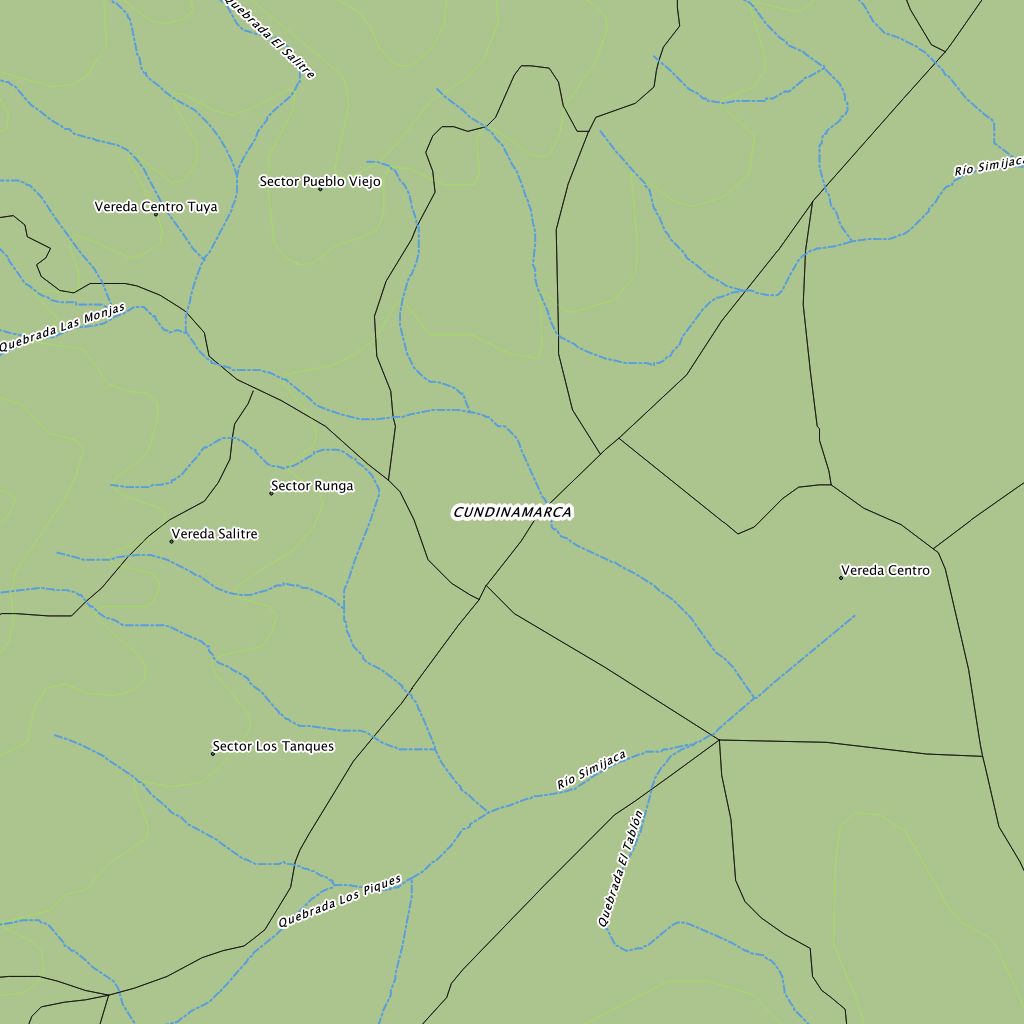 Quebrada El Salitre
Río Simijaca
Sector Pueblo Viejo
Vereda Centro Tuya
Quebrada Las Monjas
Sector Runga
CUNDINAMARCA
Vereda Salitre
Vereda Centro
Sector Los Tanques
Río Simijaca
Quebrada El Tablón
Quebrada Los Piques